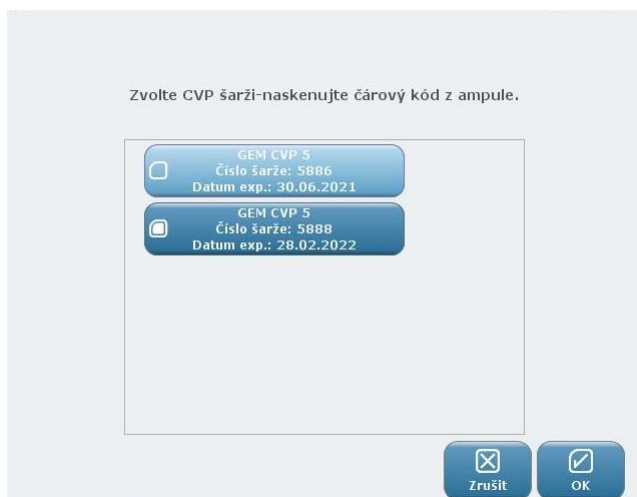 Zvolte CVP šarži-naskenujte čárový kód z ampule.
GEM CVP 5
Číslo šarže: 5886
Datum exp.: 30.06.2021
GEM CVP 5
Číslo šarže: 5888
Datum exp.: 28.02.2022
Zrušit
OK